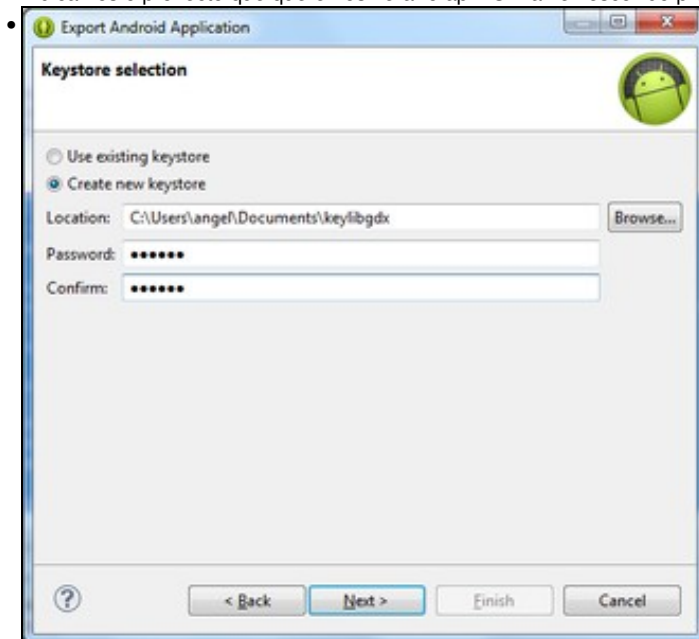 Export Android Application
Keystore selection
Use existing keystore
Create new keystore
Location: C:\Users\angel\Documents\keylibgdx Browse...
Password: ••••••
Confirm: ••••••
< Back Next > Finish Cancel